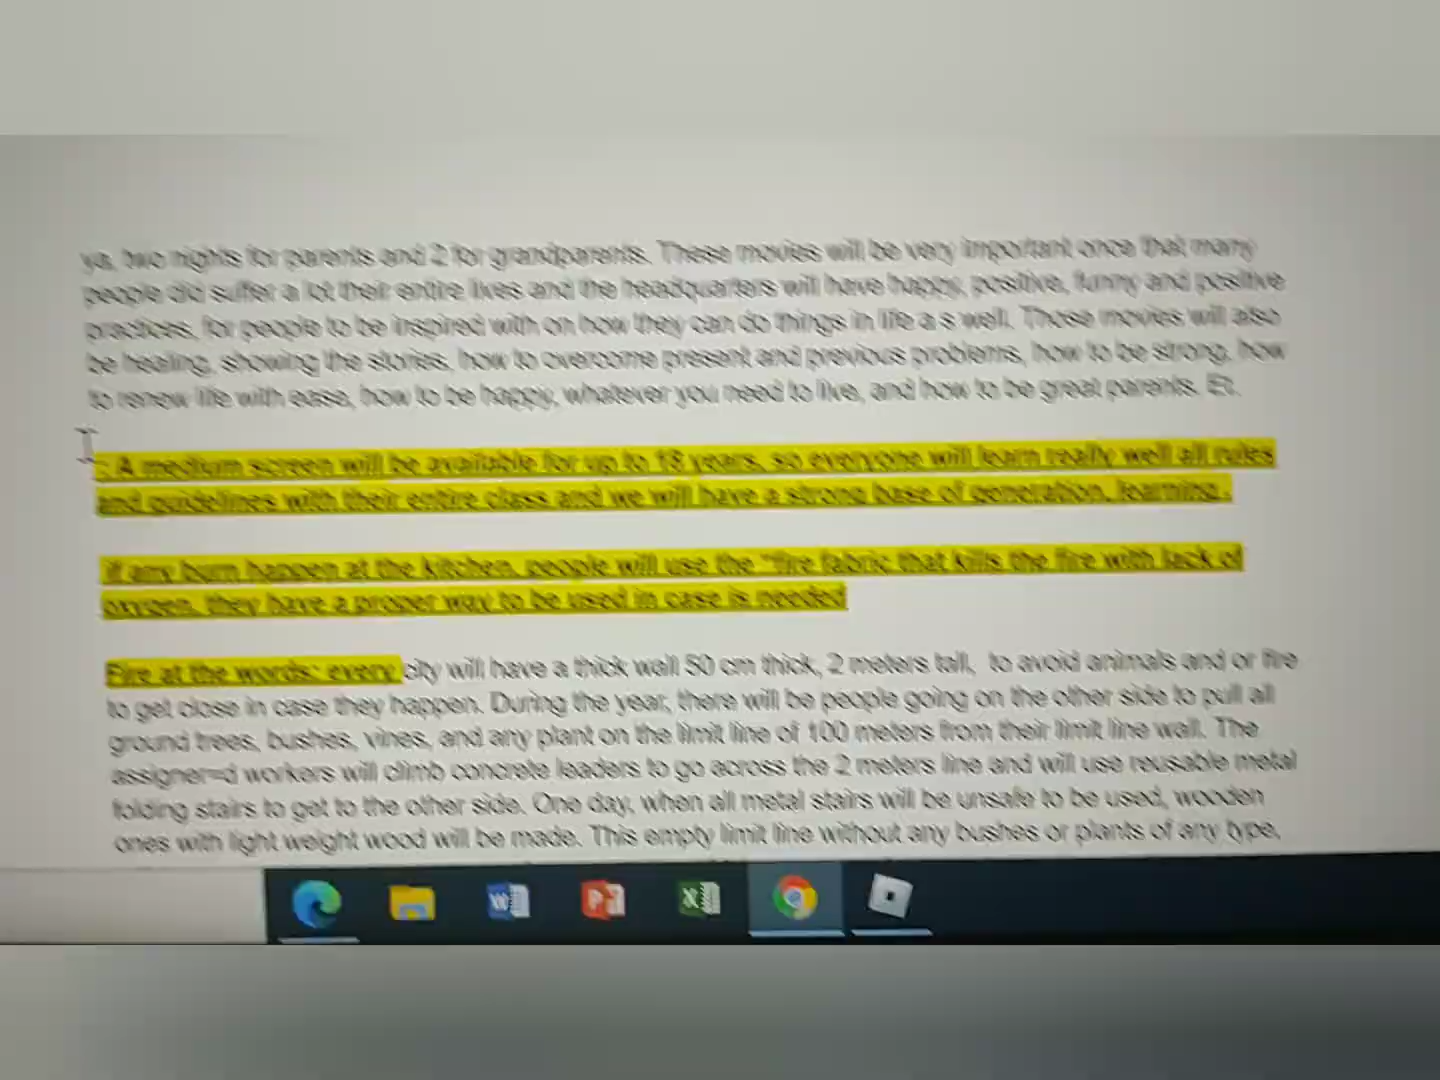 ya, two nights for parents and 2 for grandparents. These movies will be very important once that many
people did suffer a lot their entire lives and the headquarters will have happy, positive, funny and positive
practices, for people to be inspired with on how they can do things in life a s well. Those movies will also
be healing, showing the stories, how to overcome present and previous problems, how to be strong, how
to renew life with ease, how to be happy, whatever you need to live, and how to be great parents. Et.
: A medium screen will be available for up to 18 years, so everyone will learn really well all rules
and guidelines with their entire class and we will have a strong base of generation, learning .
if any burn happen at the kitchen, people will use the "fire fabric that kills the fire with lack of
oxygen, they have a proper way to be used in case is needed
Fire at the words: every city will have a thick wall 50 cm thick, 2 meters tall, to avoid animals and or fire
to get close in case they happen. During the year, there will be people going on the other side to pull all
ground trees, bushes, vines, and any plant on the limit line of 100 meters from their limit line wall. The
assigner=d workers will climb concrete leaders to go across the 2 meters line and will use reusable metal
folding stairs to get to the other side. One day, when all metal stairs will be unsafe to be used, wooden
ones with light weight wood will be made. This empty limit line without any bushes or plants of any type,